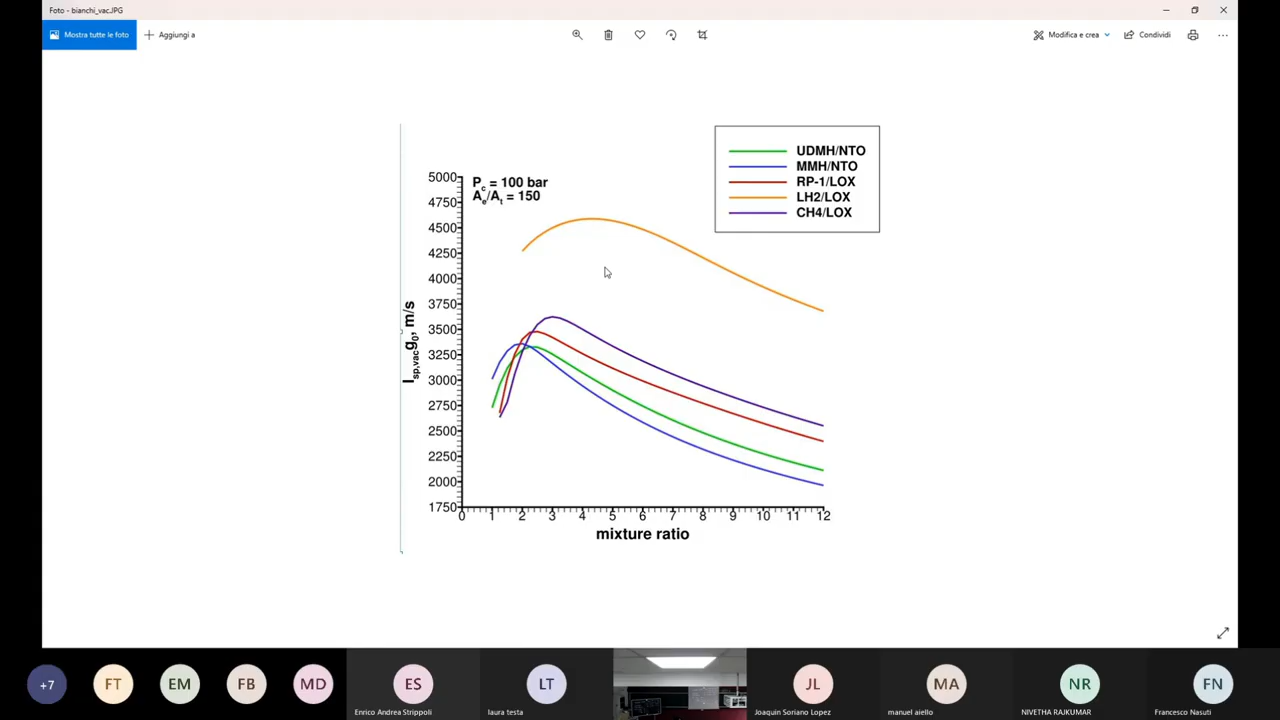 Foto - bianchi_vac.JPG
Mostra tutte le foto
Aggiungi a
Modifica e crea
Condividi
UDMH/NTO
MMH/NTO
RP-1/LOX
LH2/LOX
CH4/LOX
Pc = 100 bar
Ae/At = 150
5000
4750
4500
4250
4000
3750
3500
3250
3000
2750
2500
2250
2000
1750
Isp,vacg0, m/s
0 1 2 3 4 5 6 7 8 9 10 11 12
mixture ratio
+7
FT
EM
FB
MD
ES
LT
JL
MA
NR
FN
Enrico Andrea Strippoli
laura testa
Joaquin Soriano Lopez
manuel aiello
NIVETHA RAJKUMAR
Francesco Nasuti